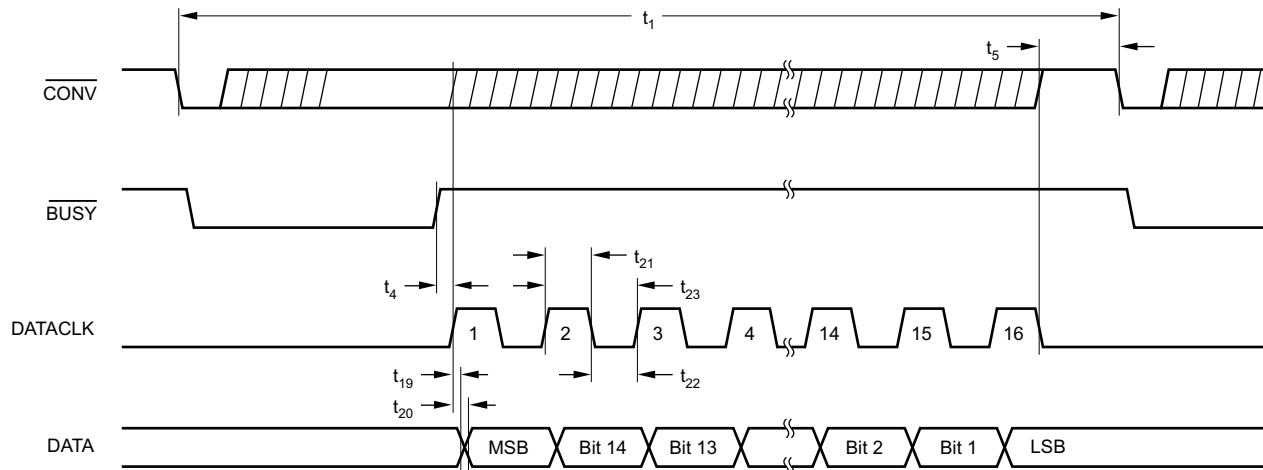 t1
t5
CONV
BUSY
t21
t4
t23
DATACLK
1 2 3 4 14 15 16
t19
t22
t20
DATA
MSB Bit 14 Bit 13 Bit 2 Bit 1 LSB